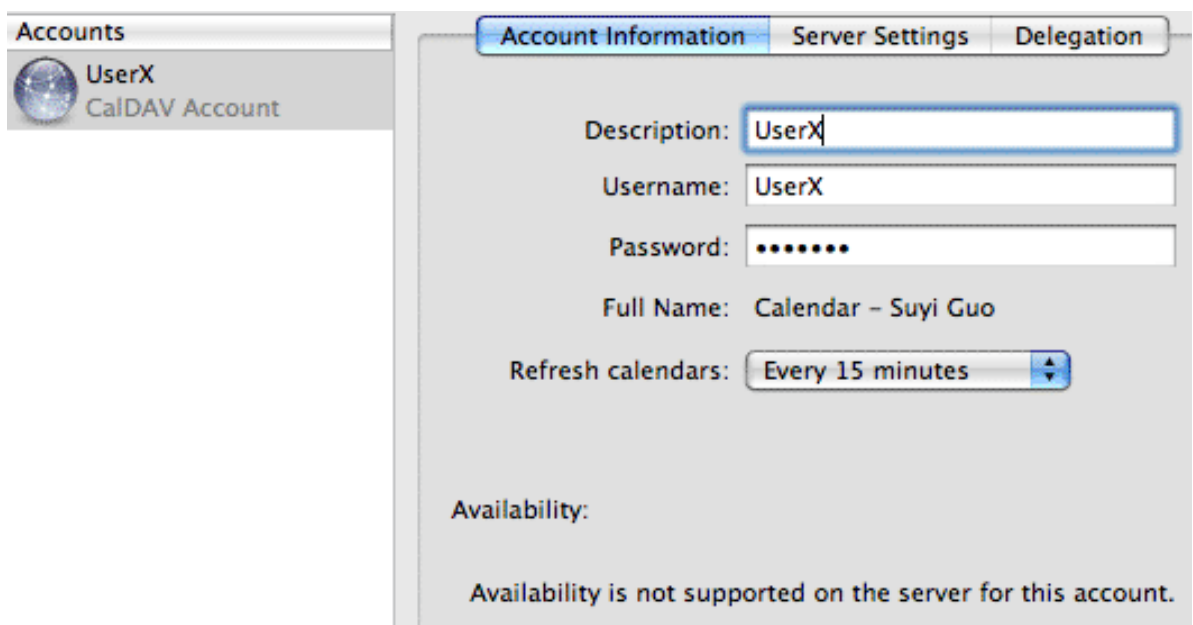 Accounts
UserX
CalDAV Account
Account Information Server Settings Delegation
Description: UserX
Username: UserX
Password: •••••••
Full Name: Calendar – Suyi Guo
Refresh calendars: Every 15 minutes
Availability:
Availability is not supported on the server for this account.